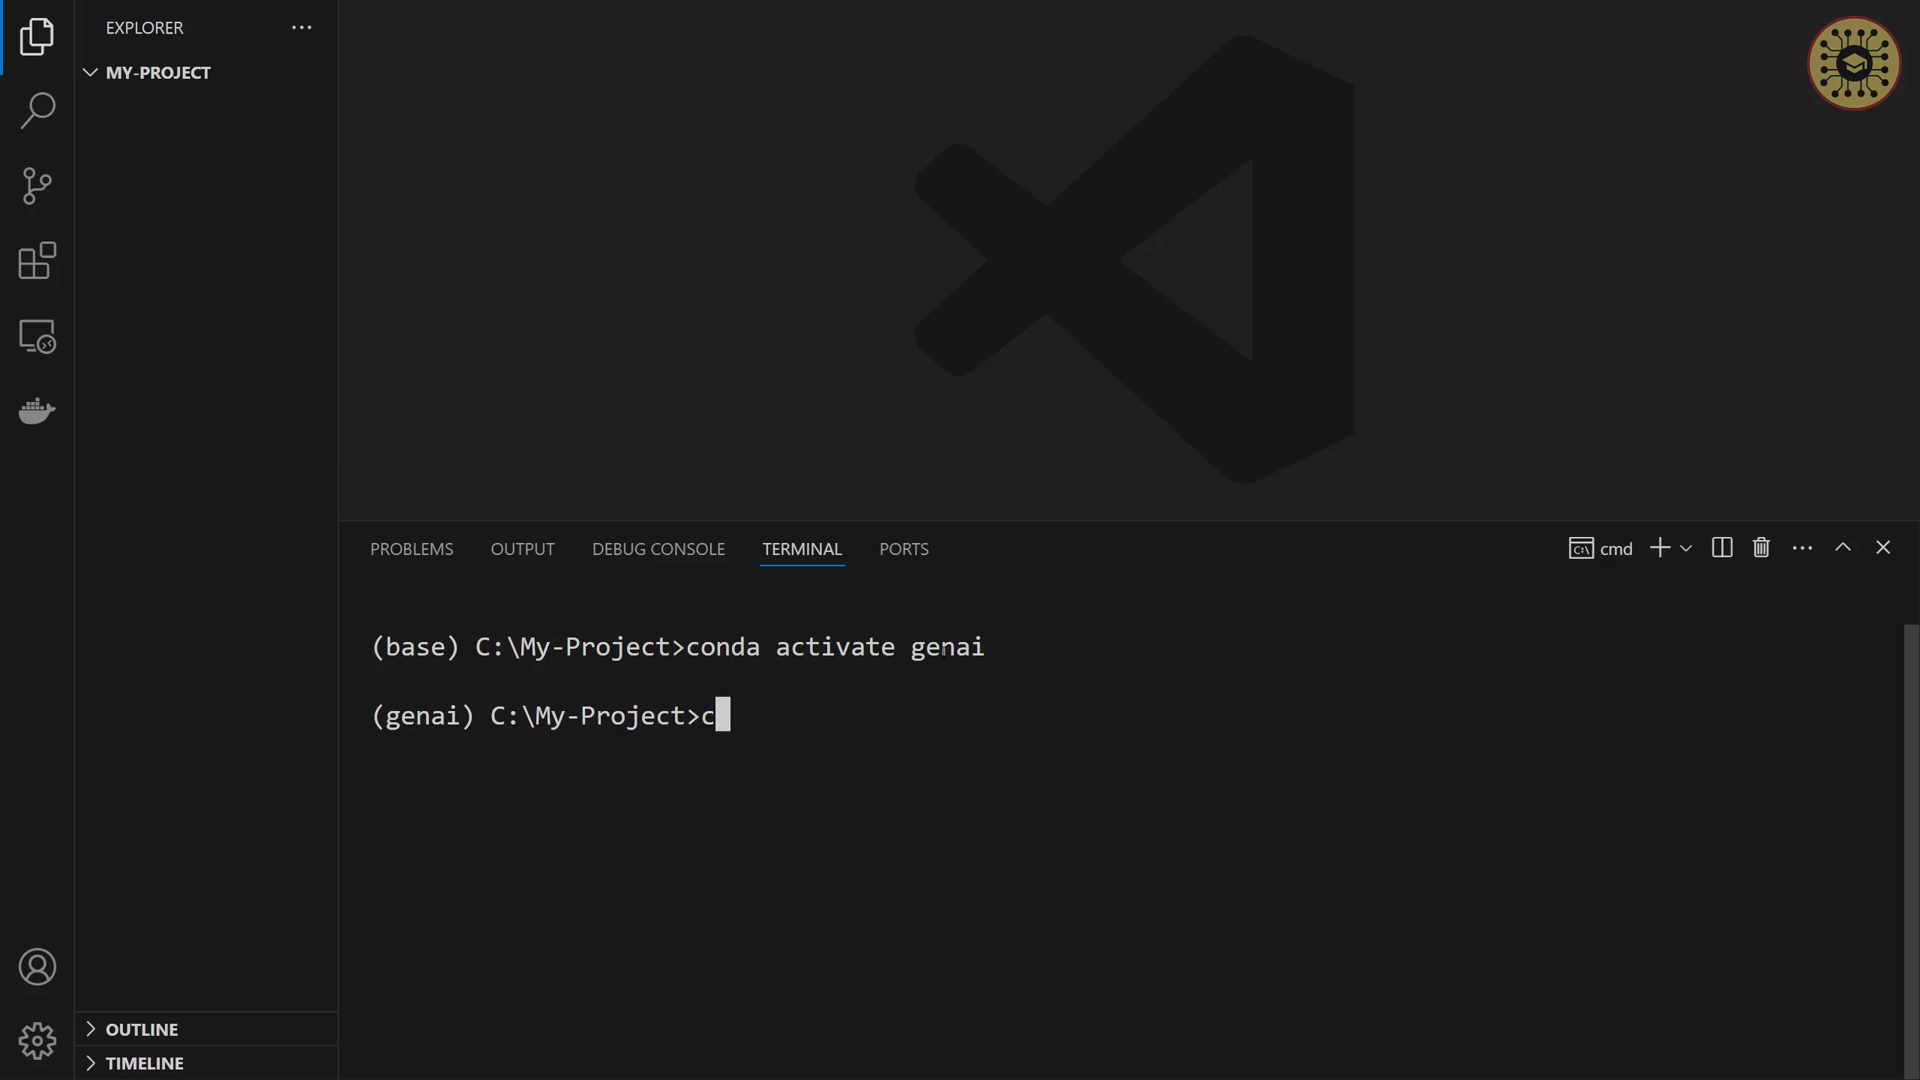 EXPLORER
MY-PROJECT
PROBLEMS
OUTPUT
DEBUG CONSOLE
TERMINAL
PORTS
cmd
(base) C:\My-Project>conda activate genai
(genai) C:\My-Project>c
OUTLINE
TIMELINE